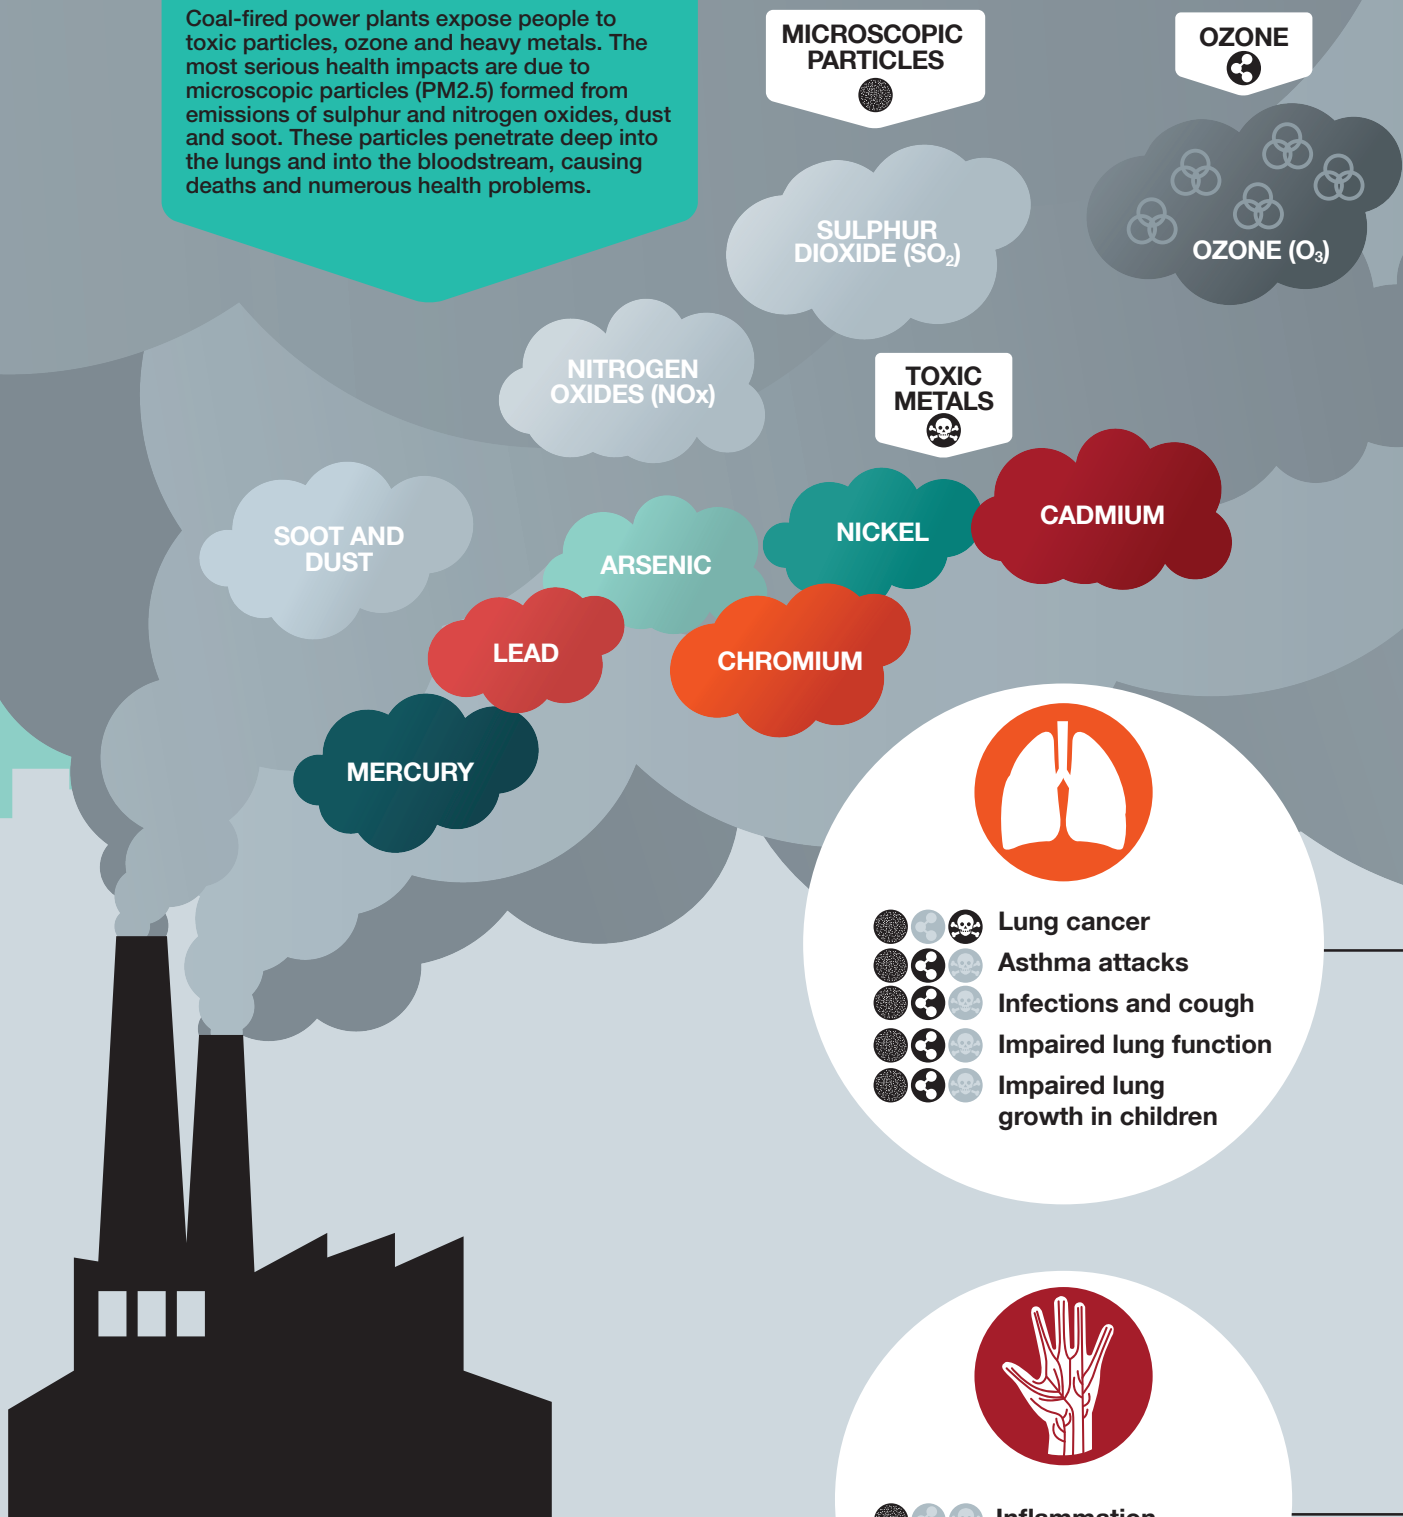 Coal-fired power plants expose people to
toxic particles, ozone and heavy metals. The
most serious health impacts are due to
microscopic particles (PM2.5) formed from
emissions of sulphur and nitrogen oxides, dust
and soot. These particles penetrate deep into
the lungs and into the bloodstream, causing
deaths and numerous health problems.
MICROSCOPIC
PARTICLES
OZONE
SULPHUR
DIOXIDE (SO₂)
OZONE (O₃)
NITROGEN
OXIDES (NOx)
TOXIC
METALS
SOOT AND
DUST
ARSENIC
NICKEL
CADMIUM
LEAD
CHROMIUM
MERCURY
Lung cancer
Asthma attacks
Infections and cough
Impaired lung function
Impaired lung
growth in children
Inflammation